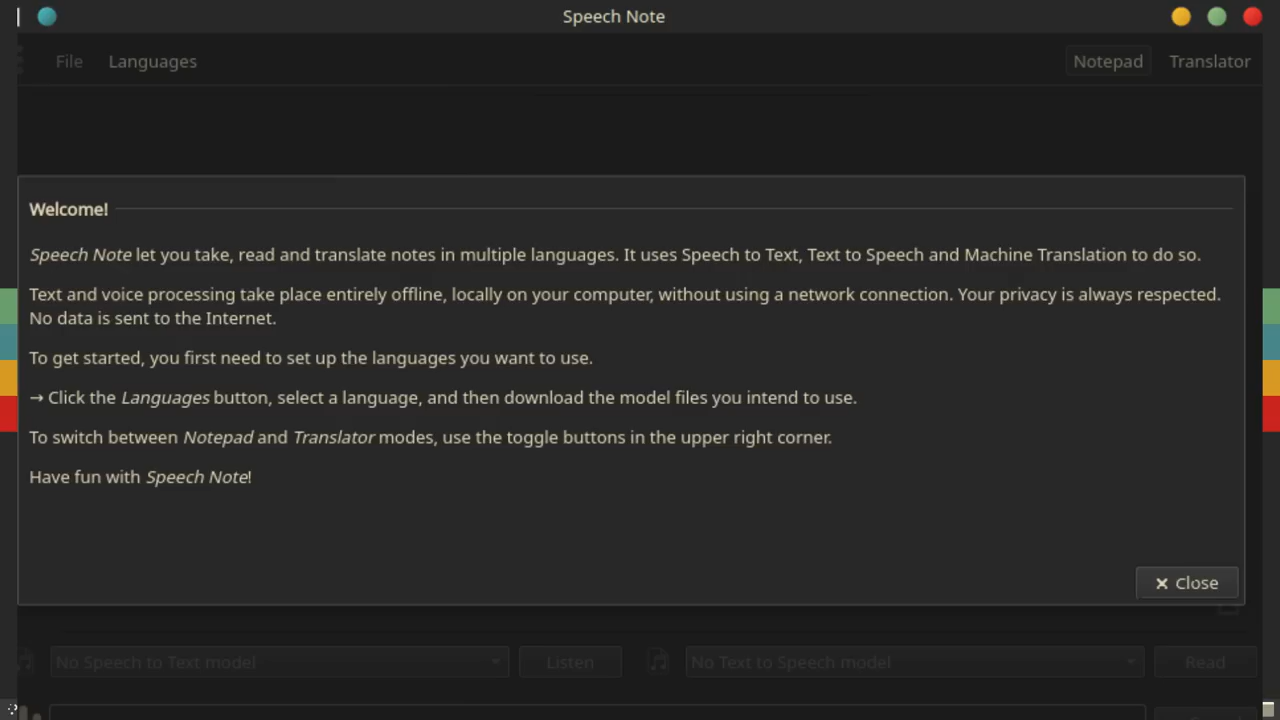 Speech Note
File
Languages
Notepad
Translator
Welcome!
Speech Note let you take, read and translate notes in multiple languages. It uses Speech to Text, Text to Speech and Machine Translation to do so.
Text and voice processing take place entirely offline, locally on your computer, without using a network connection. Your privacy is always respected.
No data is sent to the Internet.
To get started, you first need to set up the languages you want to use.
→ Click the Languages button, select a language, and then download the model files you intend to use.
To switch between Notepad and Translator modes, use the toggle buttons in the upper right corner.
Have fun with Speech Note!
Close
No Speech to Text model
Listen
No Text to Speech model
Read